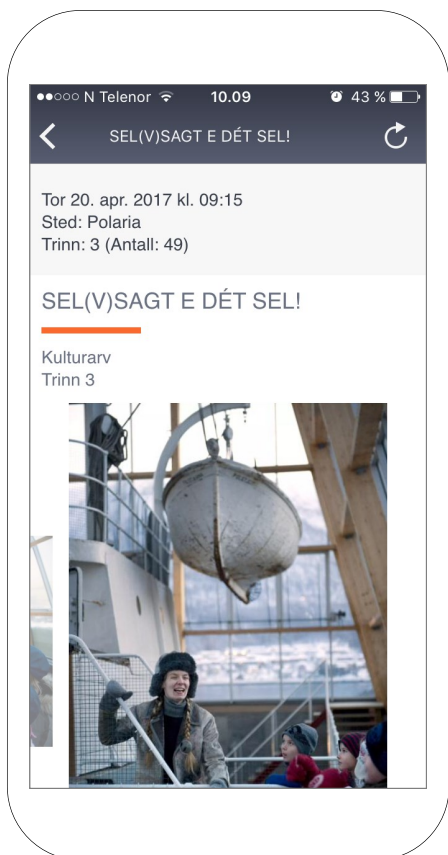 N Telenor 10.09 43 %
SEL(V)SAGT E DÉT SEL!
Tor 20. apr. 2017 kl. 09:15
Sted: Polaria
Trinn: 3 (Antall: 49)
SEL(V)SAGT E DÉT SEL!
Kulturarv
Trinn 3